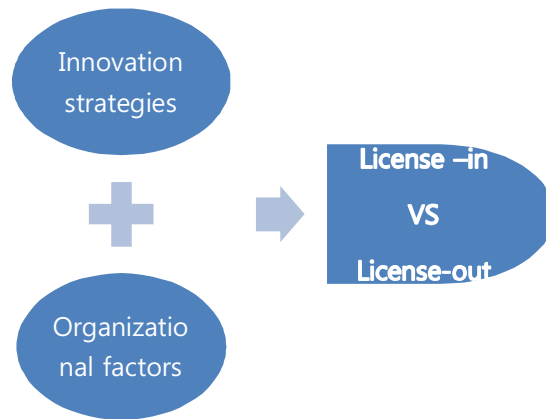 Innovation
strategies
License –in
VS
License-out
Organizatio
nal factors